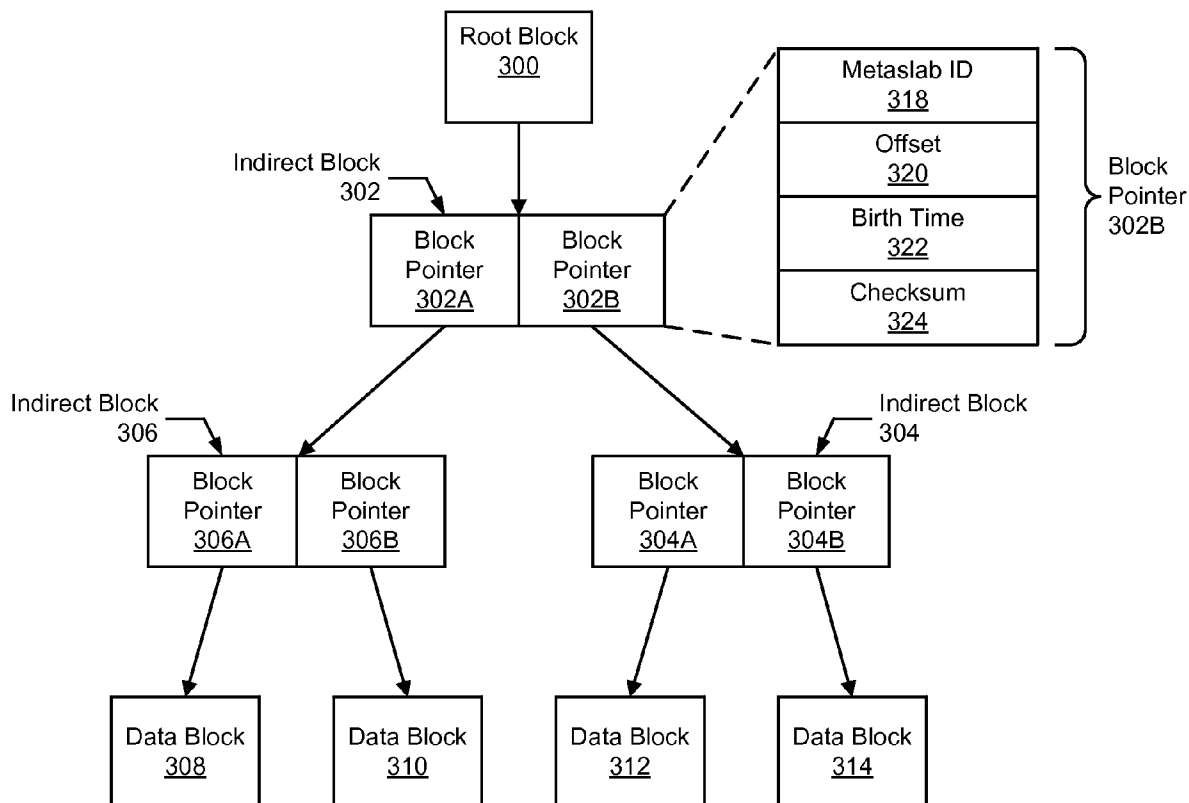 Root Block
300
Metaslab ID
318
Offset
320
Birth Time
322
Checksum
324
Block
Pointer
302B
Indirect Block
302
Block
Pointer
302A
Block
Pointer
302B
Indirect Block
306
Indirect Block
304
Block
Pointer
306A
Block
Pointer
306B
Block
Pointer
304A
Block
Pointer
304B
Data Block
308
Data Block
310
Data Block
312
Data Block
314